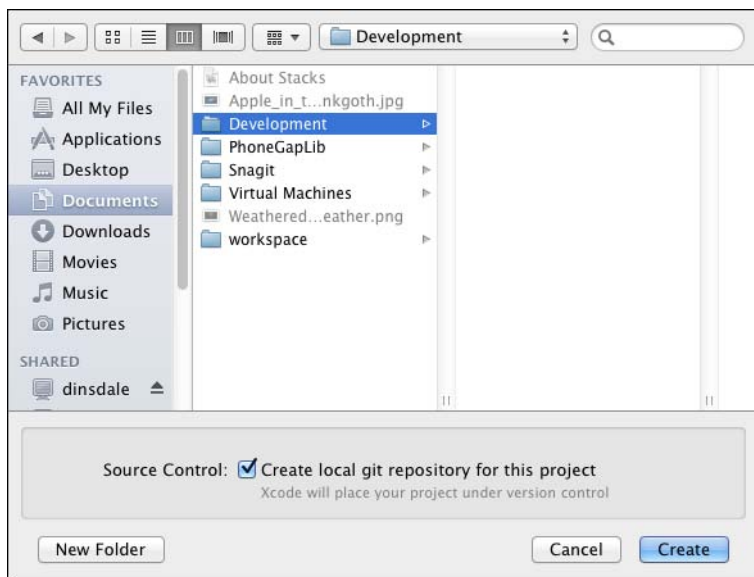 Development
FAVORITES
All My Files
Applications
Desktop
Documents
Downloads
Movies
Music
Pictures
SHARED
dinsdale
About Stacks
Apple_in_t...nkgoth.jpg
Development
PhoneGapLib
Snagit
Virtual Machines
Weathered...eather.png
workspace
Source Control: Create local git repository for this project
Xcode will place your project under version control
New Folder
Cancel
Create